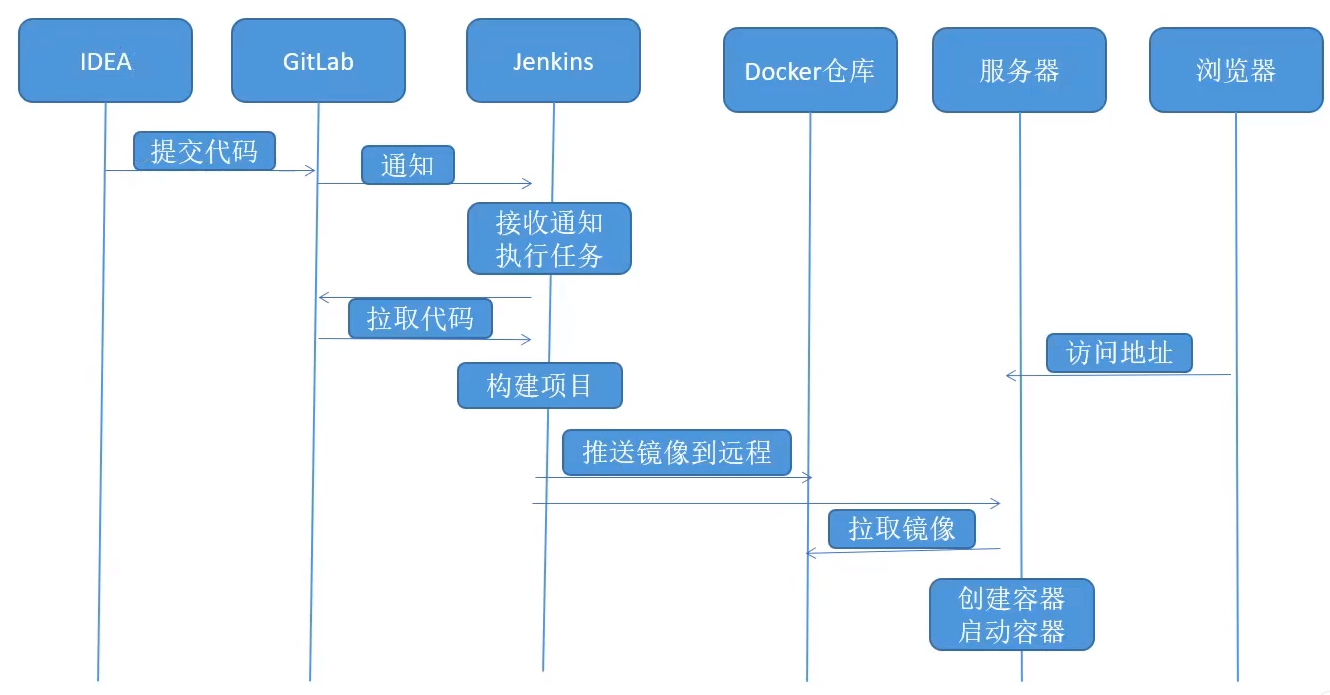 IDEA
GitLab
Jenkins
Docker仓库
服务器
浏览器
提交代码
通知
接收通知
执行任务
拉取代码
访问地址
构建项目
推送镜像到远程
拉取镜像
创建容器
启动容器